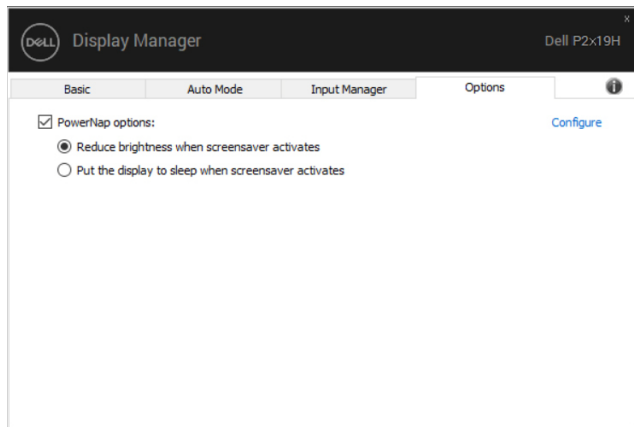 x
DELL Display Manager Dell P2x19H
Basic Auto Mode Input Manager Options i
PowerNap options: Configure
Reduce brightness when screensaver activates
Put the display to sleep when screensaver activates